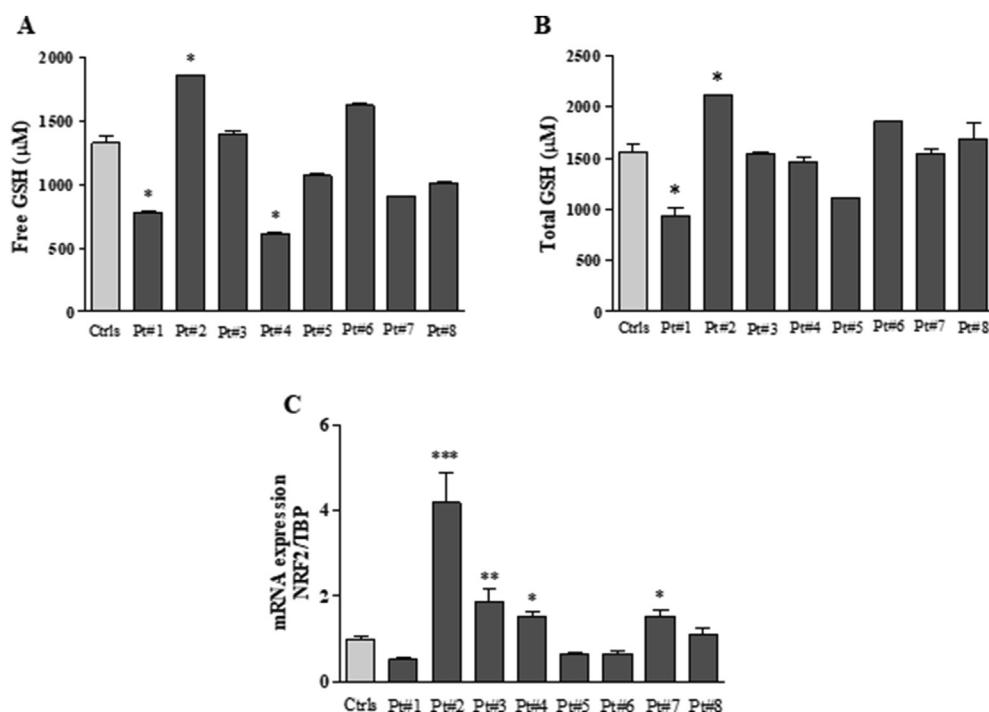 A
Free GSH (µM)
2000
1500
1000
500
0
*
*
*
Ctrls Pt#1 Pt#2 Pt#3 Pt#4 Pt#5 Pt#6 Pt#7 Pt#8
B
Total GSH (µM)
2500
2000
1500
1000
500
0
*
*
Ctrls Pt#1 Pt#2 Pt#3 Pt#4 Pt#5 Pt#6 Pt#7 Pt#8
C
mRNA expression
NRF2/TBP
6
4
2
0
***
**
*
*
Ctrls Pt#1 Pt#2 Pt#3 Pt#4 Pt#5 Pt#6 Pt#7 Pt#8